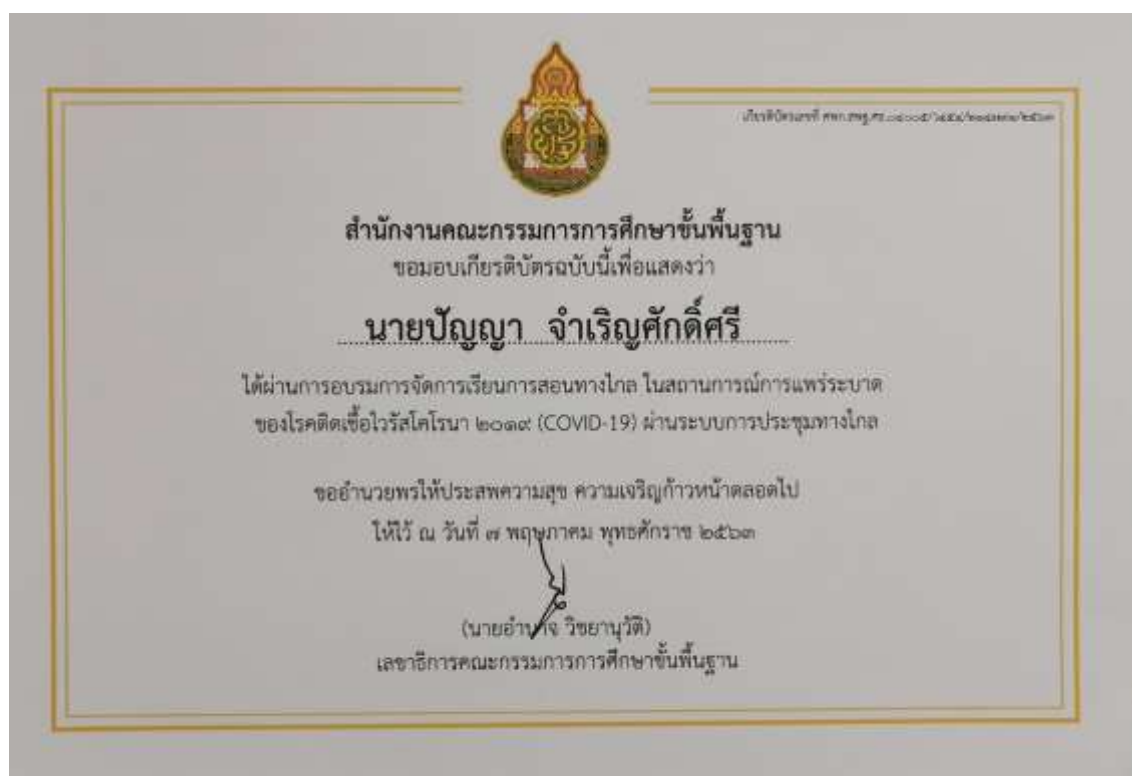 เกียรติบัตรเลขที่
สำนักงานคณะกรรมการการศึกษาขั้นพื้นฐาน
ขอมอบเกียรติบัตรฉบับนี้เพื่อแสดงว่า
นายปัญญา จำเริญศักดิ์ศรี
ได้ผ่านการอบรมการจัดการเรียนการสอนทางไกล ในสถานการณ์การแพร่ระบาด
ของโรคติดเชื้อไวรัสโคโรนา ๒๐๑๙ (COVID-19) ผ่านระบบการประชุมทางไกล
ขออำนวยพรให้ประสพความสุข ความเจริญก้าวหน้าตลอดไป
ให้ไว้ ณ วันที่ ๗ พฤษภาคม พุทธศักราช ๒๕๖๓
(นายอำนาจ วิชยานุวัติ)
เลขาธิการคณะกรรมการการศึกษาขั้นพื้นฐาน